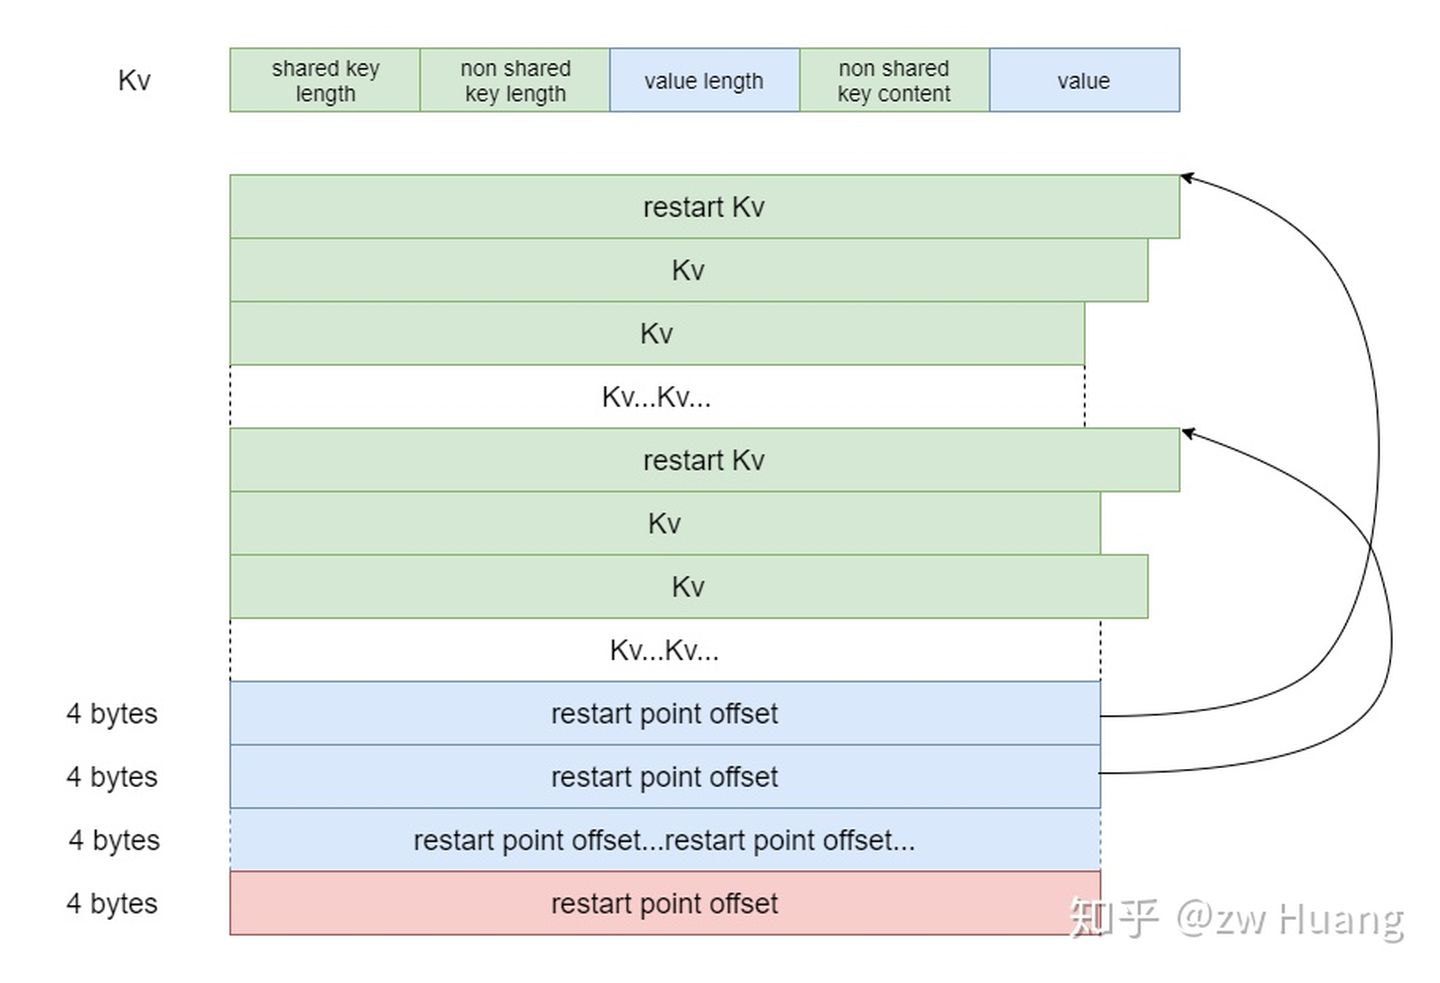 Kv
shared key
length
non shared
key length
value length
non shared
key content
value
restart Kv
Kv
Kv
Kv...Kv...
restart Kv
Kv
Kv
Kv...Kv...
4 bytes
restart point offset
4 bytes
restart point offset
4 bytes
restart point offset...restart point offset...
4 bytes
restart point offset
知乎 @zw Huang